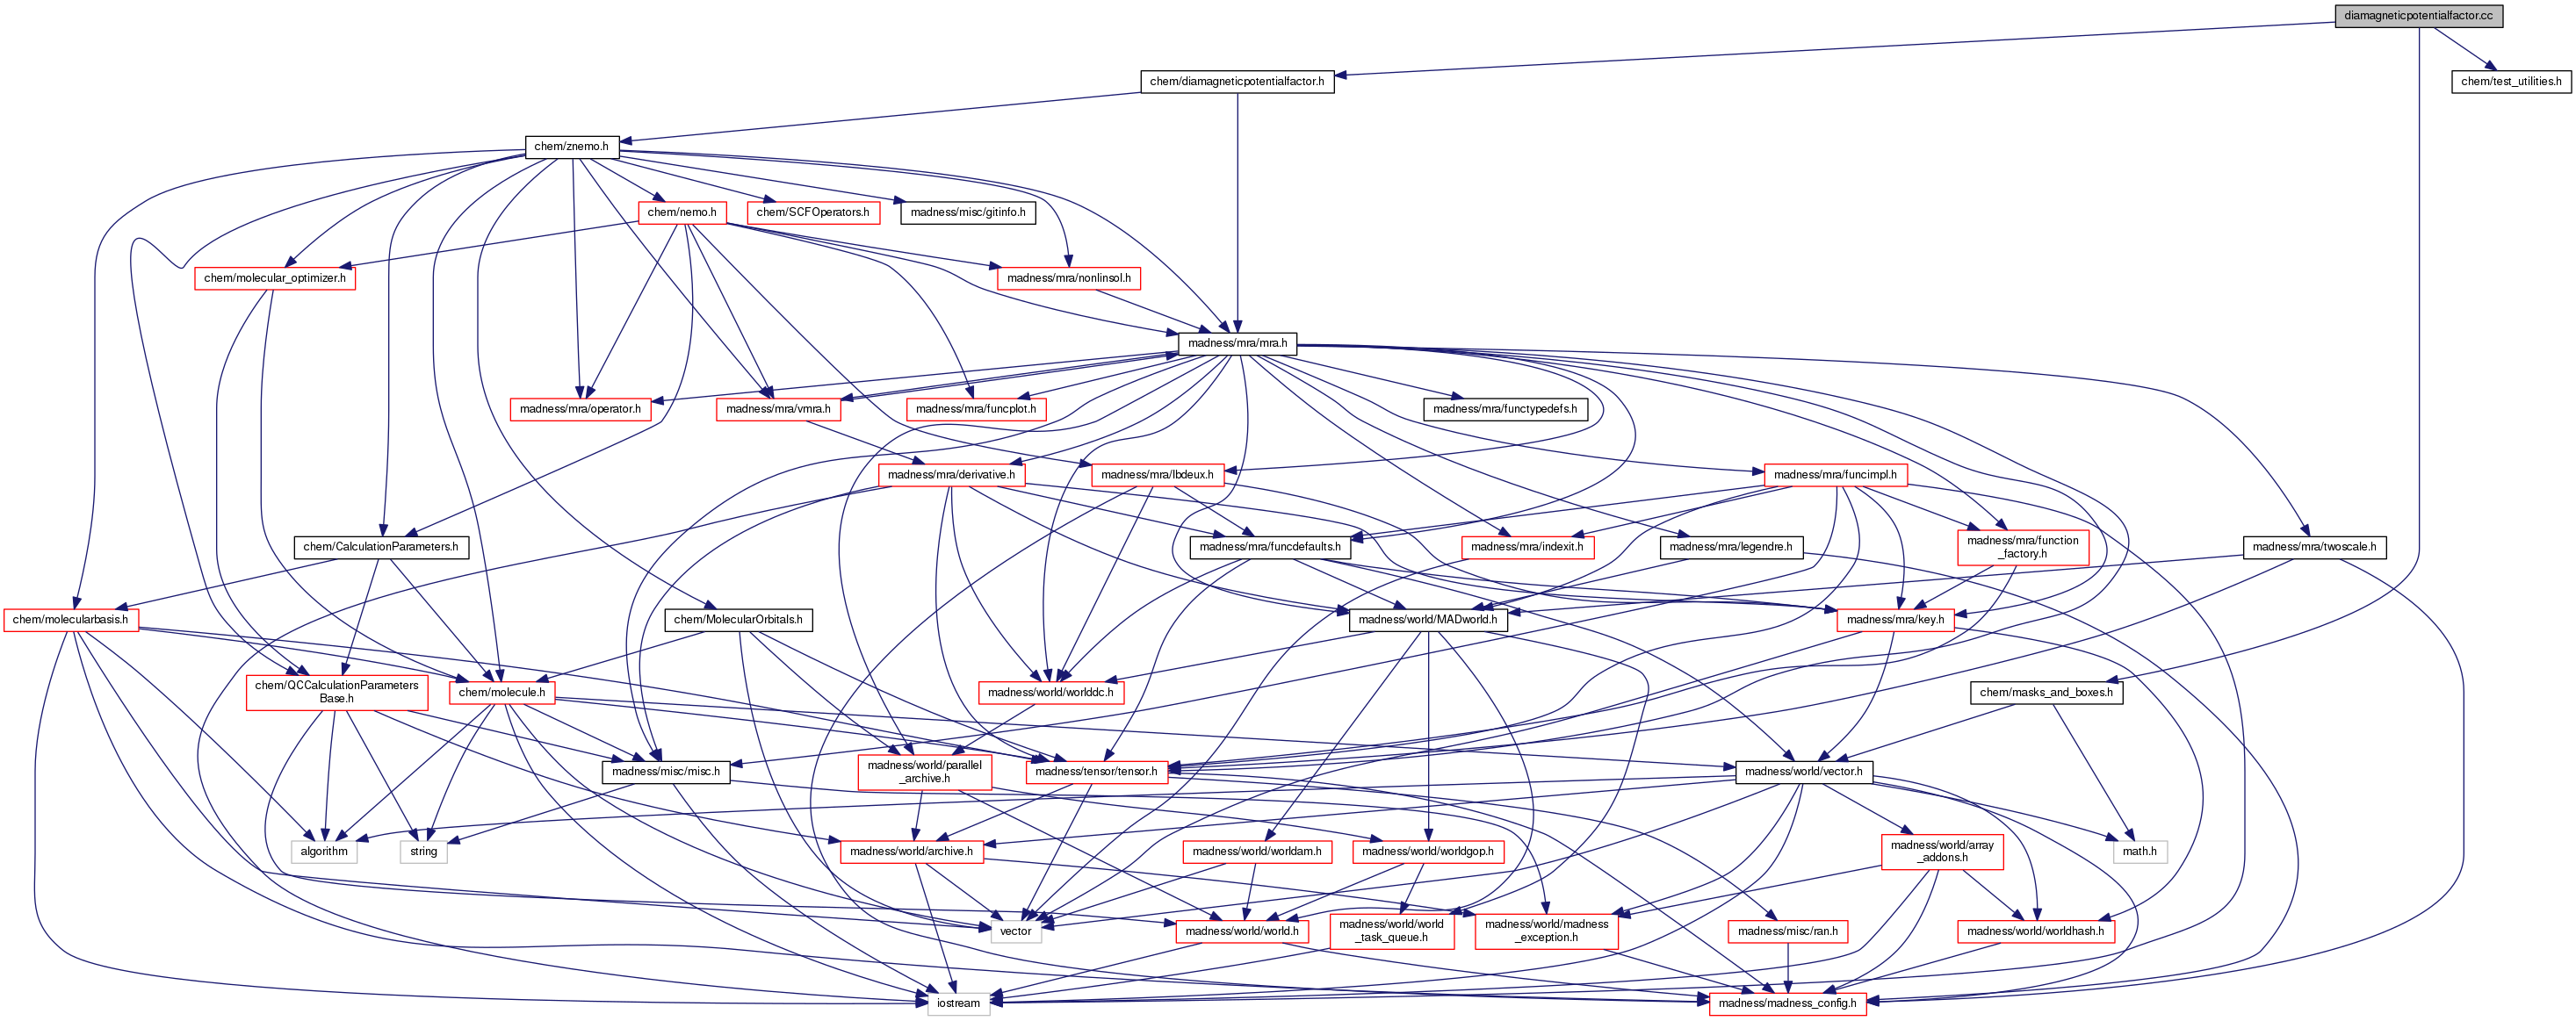 diamagneticpotentialfactor.cc
chem/diamagneticpotentialfactor.h
chem/test_utilities.h
chem/znemo.h
chem/nemo.h
chem/SCFOperators.h
madness/misc/gitinfo.h
chem/molecular_optimizer.h
madness/mra/nonlinsol.h
madness/mra/mra.h
madness/mra/operator.h
madness/mra/vmra.h
madness/mra/funcplot.h
madness/mra/functypedefs.h
madness/mra/derivative.h
madness/mra/lbdeux.h
madness/mra/funcimpl.h
chem/CalculationParameters.h
madness/mra/funcdefaults.h
madness/mra/indexit.h
madness/mra/legendre.h
madness/mra/function
_factory.h
madness/mra/twoscale.h
chem/molecularbasis.h
chem/MolecularOrbitals.h
madness/world/MADworld.h
madness/mra/key.h
chem/QCCalculationParameters
Base.h
chem/molecule.h
madness/world/worlddc.h
chem/masks_and_boxes.h
madness/misc/misc.h
madness/world/parallel
_archive.h
madness/tensor/tensor.h
madness/world/vector.h
algorithm
string
madness/world/archive.h
madness/world/worldam.h
madness/world/worldgop.h
madness/world/array
_addons.h
math.h
vector
madness/world/world.h
madness/world/world
_task_queue.h
madness/world/madness
_exception.h
madness/misc/ran.h
madness/world/worldhash.h
iostream
madness/madness_config.h